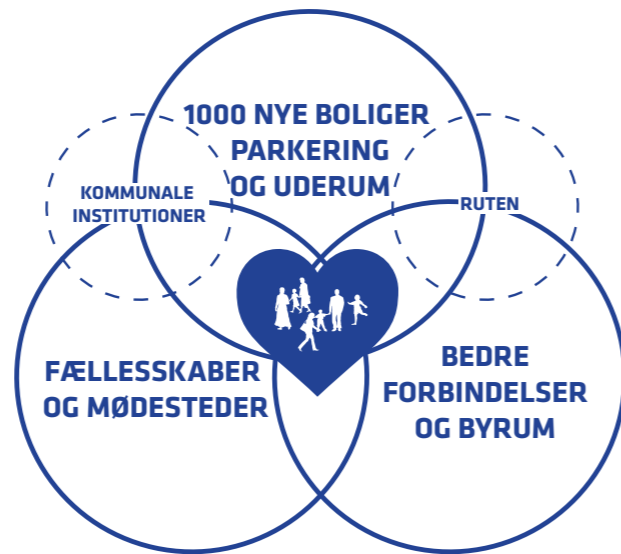 1000 NYE BOLIGER
PARKERING
OG UDERUM
KOMMUNALE
INSTITUTIONER
RUTEN
FÆLLESSKABER
OG MØDESTEDER
BEDRE
FORBINDELSER
OG BYRUM